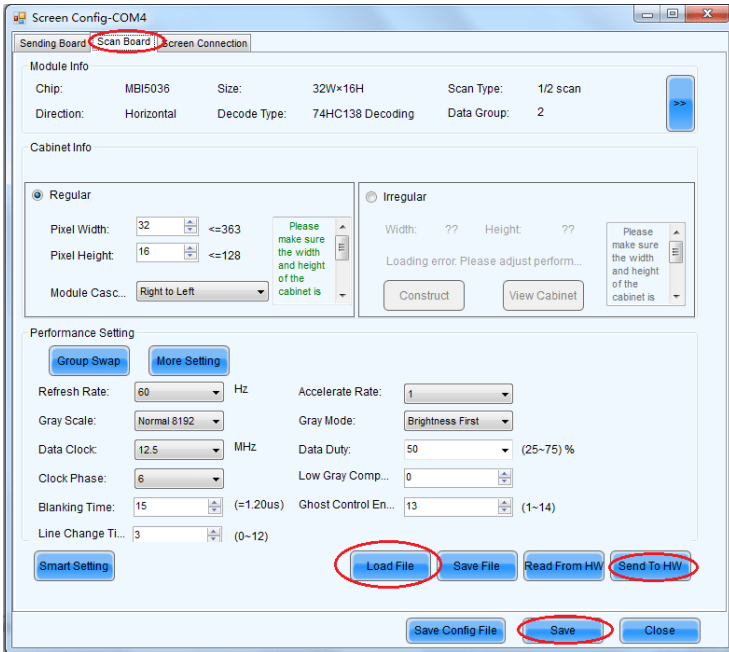 Screen Config-COM4
Sending Board Scan Board Screen Connection
Module Info
Chip: MBI5036 Size: 32W×16H Scan Type: 1/2 scan
Direction: Horizontal Decode Type: 74HC138 Decoding Data Group: 2
>>
Cabinet Info
Regular
Pixel Width: 32 <=363
Pixel Height: 16 <=128
Module Casc... Right to Left
Please
make sure
the width
and height
of the
cabinet is
Irregular
Width: ?? Height: ??
Loading error. Please adjust perform...
Construct View Cabinet
Please
make sure
the width
and height
of the
cabinet is
Performance Setting
Group Swap More Setting
Refresh Rate: 60 Hz Accelerate Rate: 1
Gray Scale: Normal 8192 Gray Mode: Brightness First
Data Clock: 12.5 MHz Data Duty: 50 (25~75) %
Clock Phase: 6 Low Gray Comp... 0
Blanking Time: 15 (=1.20us) Ghost Control En... 13 (1~14)
Line Change Ti... 3 (0~12)
Smart Setting Load File Save File Read From HW Send To HW
Save Config File Save Close